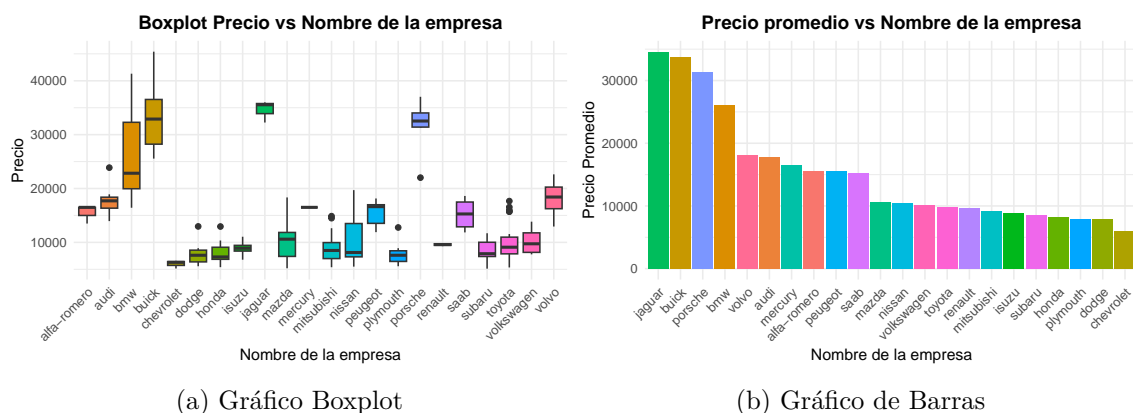 Boxplot Precio vs Nombre de la empresa
40000
30000
20000
10000
Precio
alfa-romero
audi
bmw
buick
chevrolet
dodge
honda
isuzu
jaguar
mazda
mercury
mitsubishi
nissan
peugeot
plymouth
porsche
renault
saab
subaru
toyota
volkswagen
volvo
Nombre de la empresa
(a) Gráfico Boxplot
Precio promedio vs Nombre de la empresa
30000
20000
10000
0
Precio Promedio
jaguar
buick
porsche
bmw
volvo
audi
mercury
alfa-romero
peugeot
saab
mazda
nissan
volkswagen
toyota
renault
mitsubishi
isuzu
subaru
honda
plymouth
dodge
chevrolet
Nombre de la empresa
(b) Gráfico de Barras